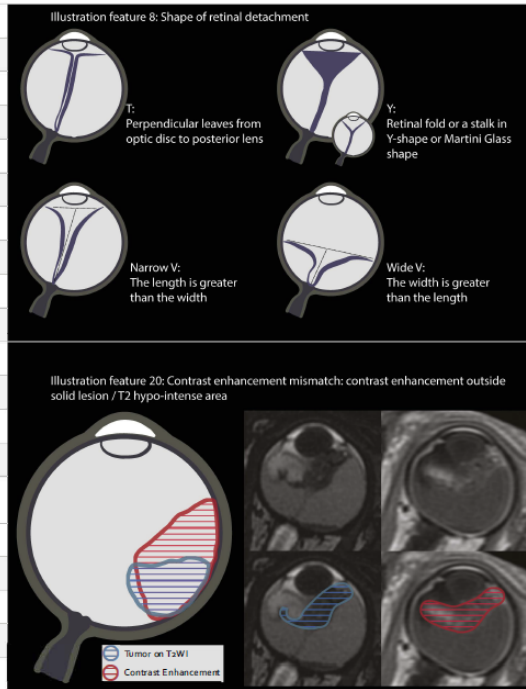 Illustration feature 8: Shape of retinal detachment
T:
Perpendicular leaves from
optic disc to posterior lens
Y:
Retinal fold or a stalk in
Y-shape or Martini Glass
shape
Narrow V:
The length is greater
than the width
Wide V:
The width is greater
than the length
Illustration feature 20: Contrast enhancement mismatch: contrast enhancement outside
solid lesion / T2 hypo-intense area
Tumor on T2WI
Contrast Enhancement